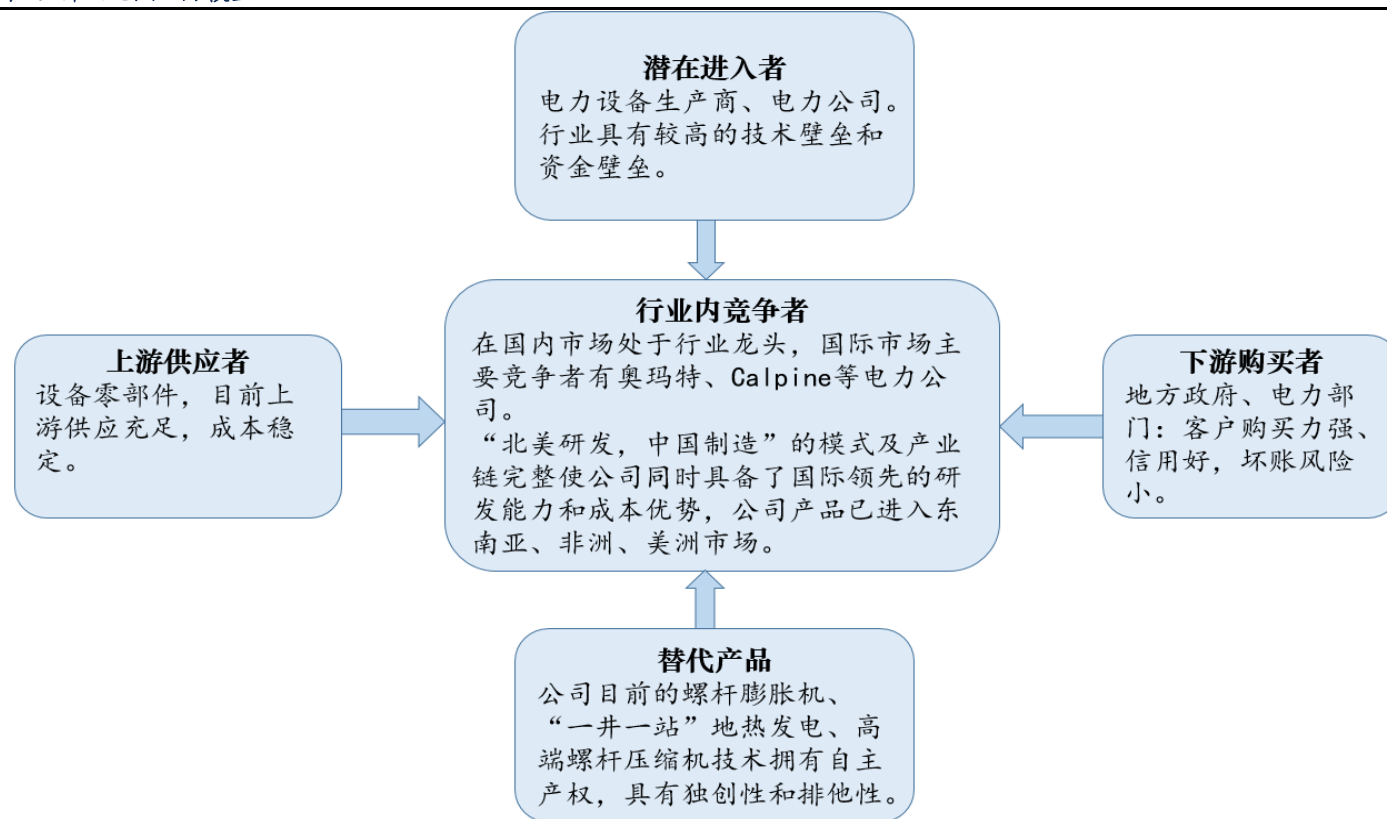 潜在进入者
电力设备生产商、电力公司。
行业具有较高的技术壁垒和
资金壁垒。
行业内竞争者
在国内市场处于行业龙头，国际市场主
要竞争者有奥玛特、Calpine等电力公
司。
“北美研发，中国制造”的模式及产业
链完整使公司同时具备了国际领先的研
发能力和成本优势，公司产品已进入东
南亚、非洲、美洲市场。
上游供应者
设备零部件，目前上
游供应充足，成本稳
定。
下游购买者
地方政府、电力部
门：客户购买力强、
信用好，坏账风险
小。
替代产品
公司目前的螺杆膨胀机、
“一井一站”地热发电、高
端螺杆压缩机技术拥有自主
产权，具有独创性和排他性。